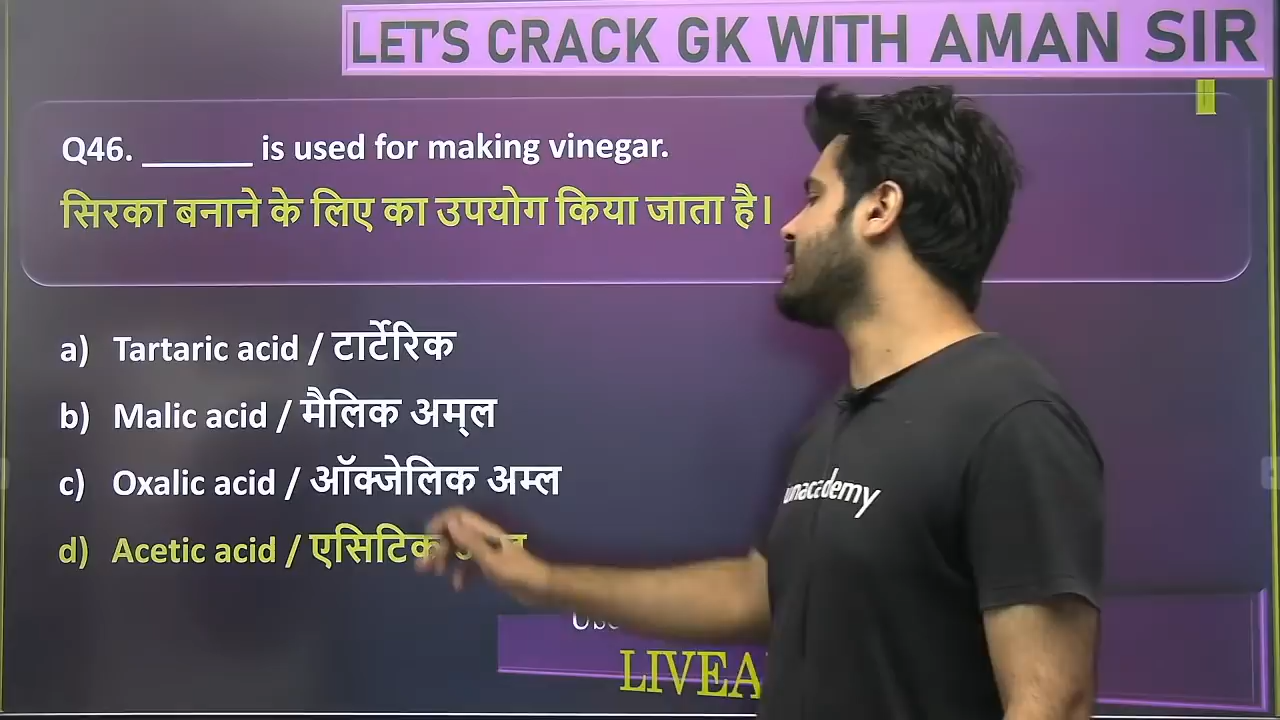 LET'S CRACK GK WITH AMAN SIR
Q46. ______ is used for making vinegar.
सिरका बनाने के लिए का उपयोग किया जाता है।
a) Tartaric acid / टार्टेरिक
b) Malic acid / मैलिक अम्ल
c) Oxalic acid / ऑक्जेलिक अम्ल
d) Acetic acid / एसिटिक
unacademy